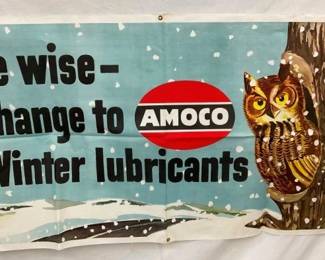 e wise–
hange to AMOCO
Winter lubricants